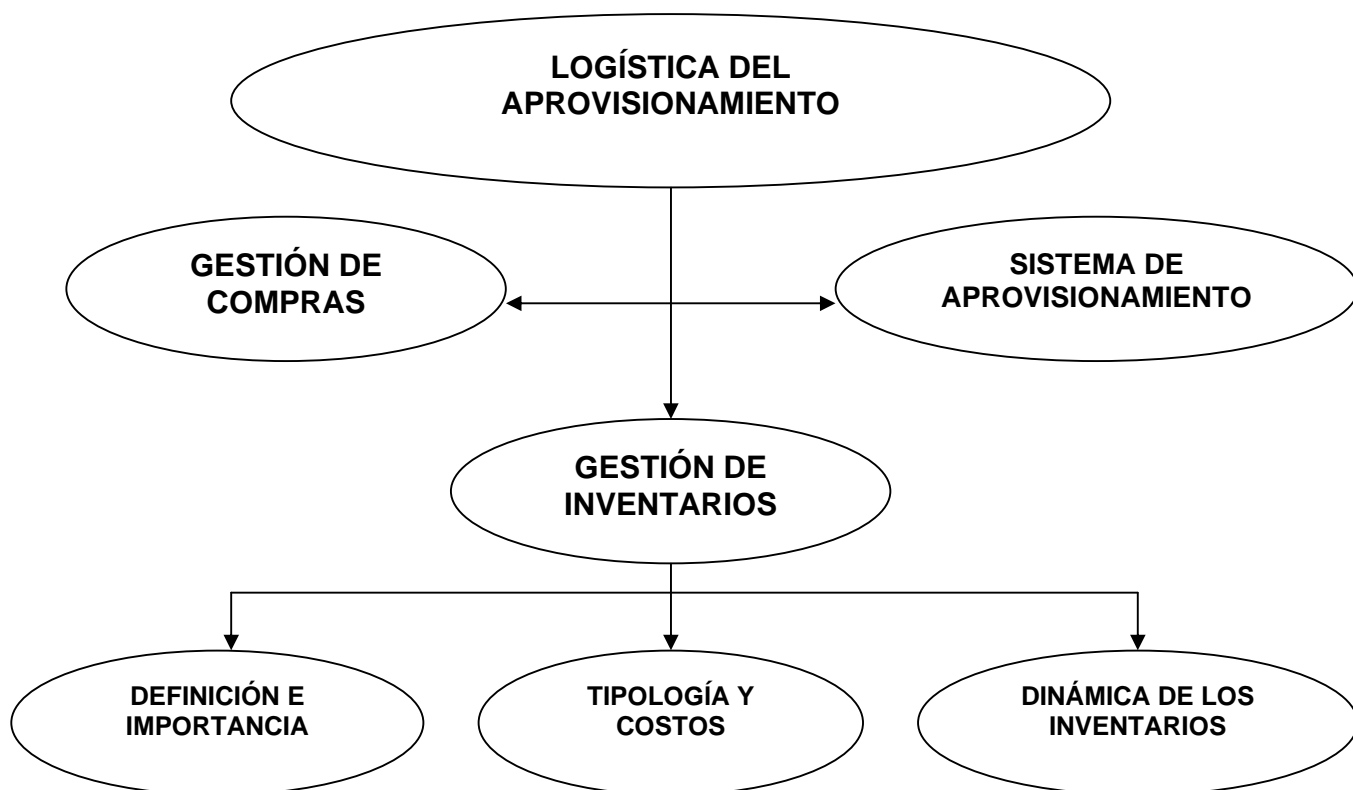 LOGÍSTICA DEL
APROVISIONAMIENTO
GESTIÓN DE
COMPRAS
SISTEMA DE
APROVISIONAMIENTO
GESTIÓN DE
INVENTARIOS
DEFINICIÓN E
IMPORTANCIA
TIPOLOGÍA Y
COSTOS
DINÁMICA DE LOS
INVENTARIOS